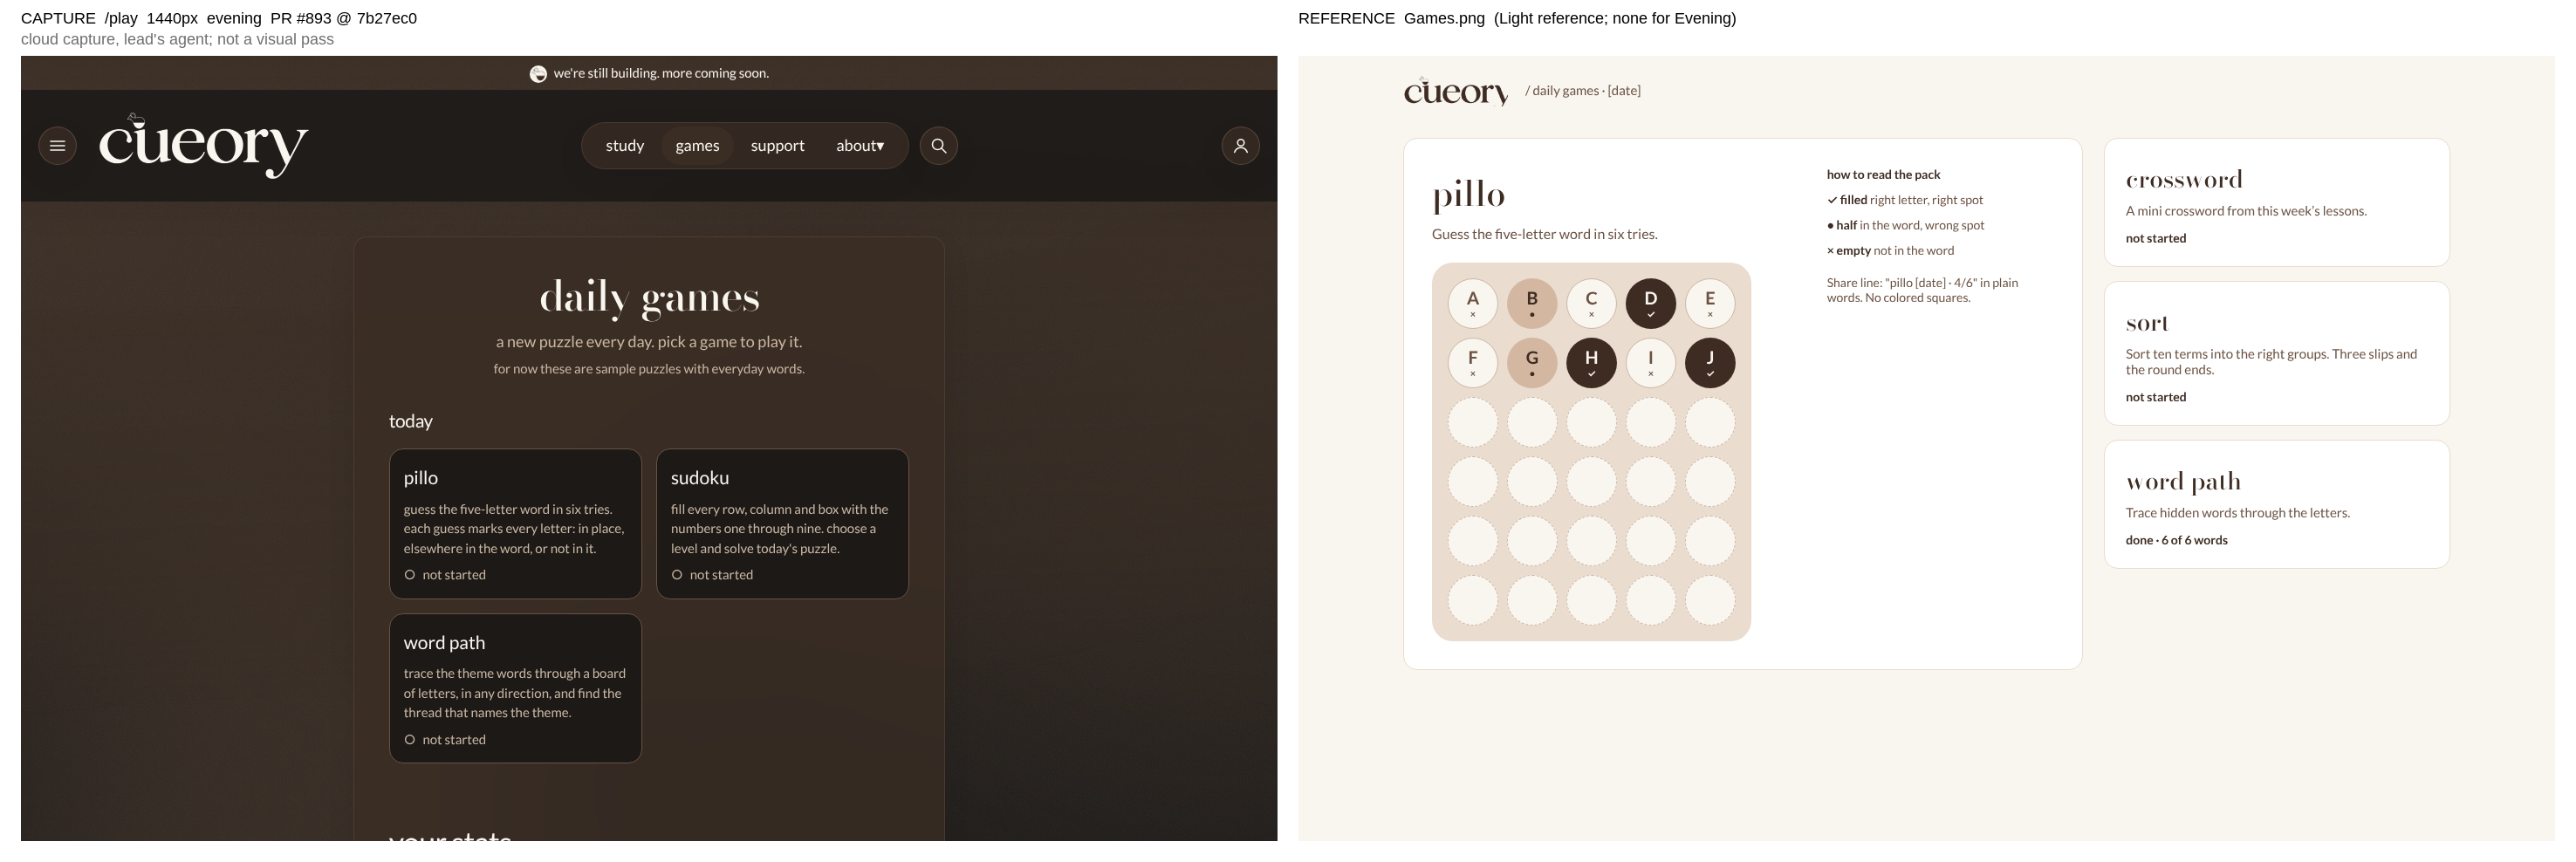 CAPTURE /play 1440px evening PR #893 @ 7b27ec0
cloud capture, lead's agent; not a visual pass
we're still building. more coming soon.
cueory
study games support about▾
daily games
a new puzzle every day. pick a game to play it.
for now these are sample puzzles with everyday words.
today
pillo
guess the five-letter word in six tries.
each guess marks every letter: in place,
elsewhere in the word, or not in it.
not started
sudoku
fill every row, column and box with the
numbers one through nine. choose a
level and solve today's puzzle.
not started
word path
trace the theme words through a board
of letters, in any direction, and find the
thread that names the theme.
not started
your stats
REFERENCE Games.png (Light reference; none for Evening)
cueory / daily games · [date]
pillo
Guess the five-letter word in six tries.
A B C D E
× • × ✓ ×
F G H I J
× • ✓ × ✓
how to read the pack
✓ filled right letter, right spot
• half in the word, wrong spot
× empty not in the word
Share line: "pillo [date] · 4/6" in plain
words. No colored squares.
crossword
A mini crossword from this week's lessons.
not started
sort
Sort ten terms into the right groups. Three slips and
the round ends.
not started
word path
Trace hidden words through the letters.
done · 6 of 6 words